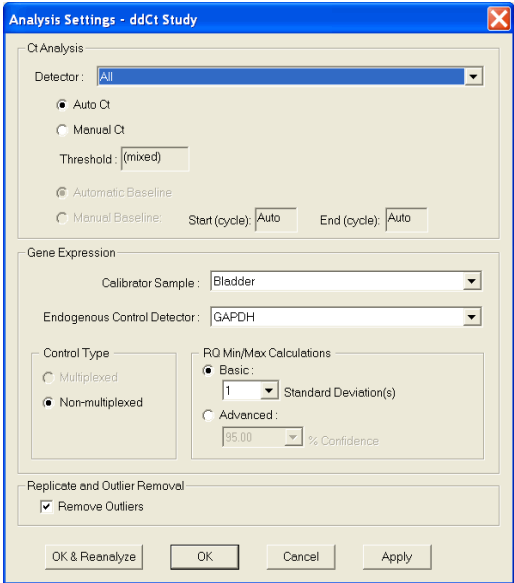 Analysis Settings - ddCt Study
Ct Analysis
Detector : All
Auto Ct
Manual Ct
Threshold : (mixed)
Automatic Baseline
Manual Baseline: Start (cycle): Auto End (cycle): Auto
Gene Expression
Calibrator Sample : Bladder
Endogenous Control Detector : GAPDH
Control Type
Multiplexed
Non-multiplexed
RQ Min/Max Calculations
Basic :
1 Standard Deviation(s)
Advanced :
95.00 % Confidence
Replicate and Outlier Removal
Remove Outliers
OK & Reanalyze OK Cancel Apply